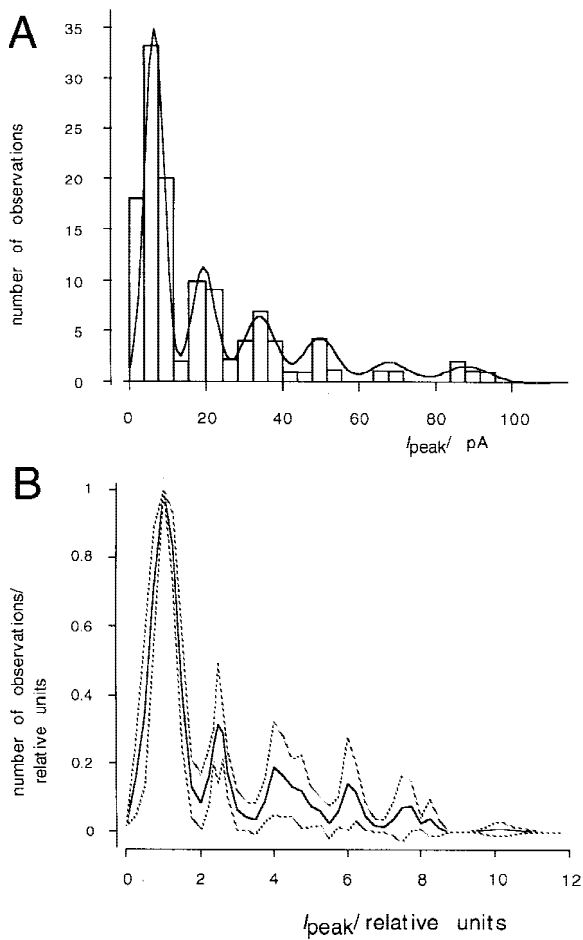 A
number of observations
35
30
25
20
15
10
5
0
0 20 40 60 80 100
Ipeak/ pA
B
number of observations/
relative units
1
0.8
0.6
0.4
0.2
0
0 2 4 6 8 10 12
Ipeak/ relative units